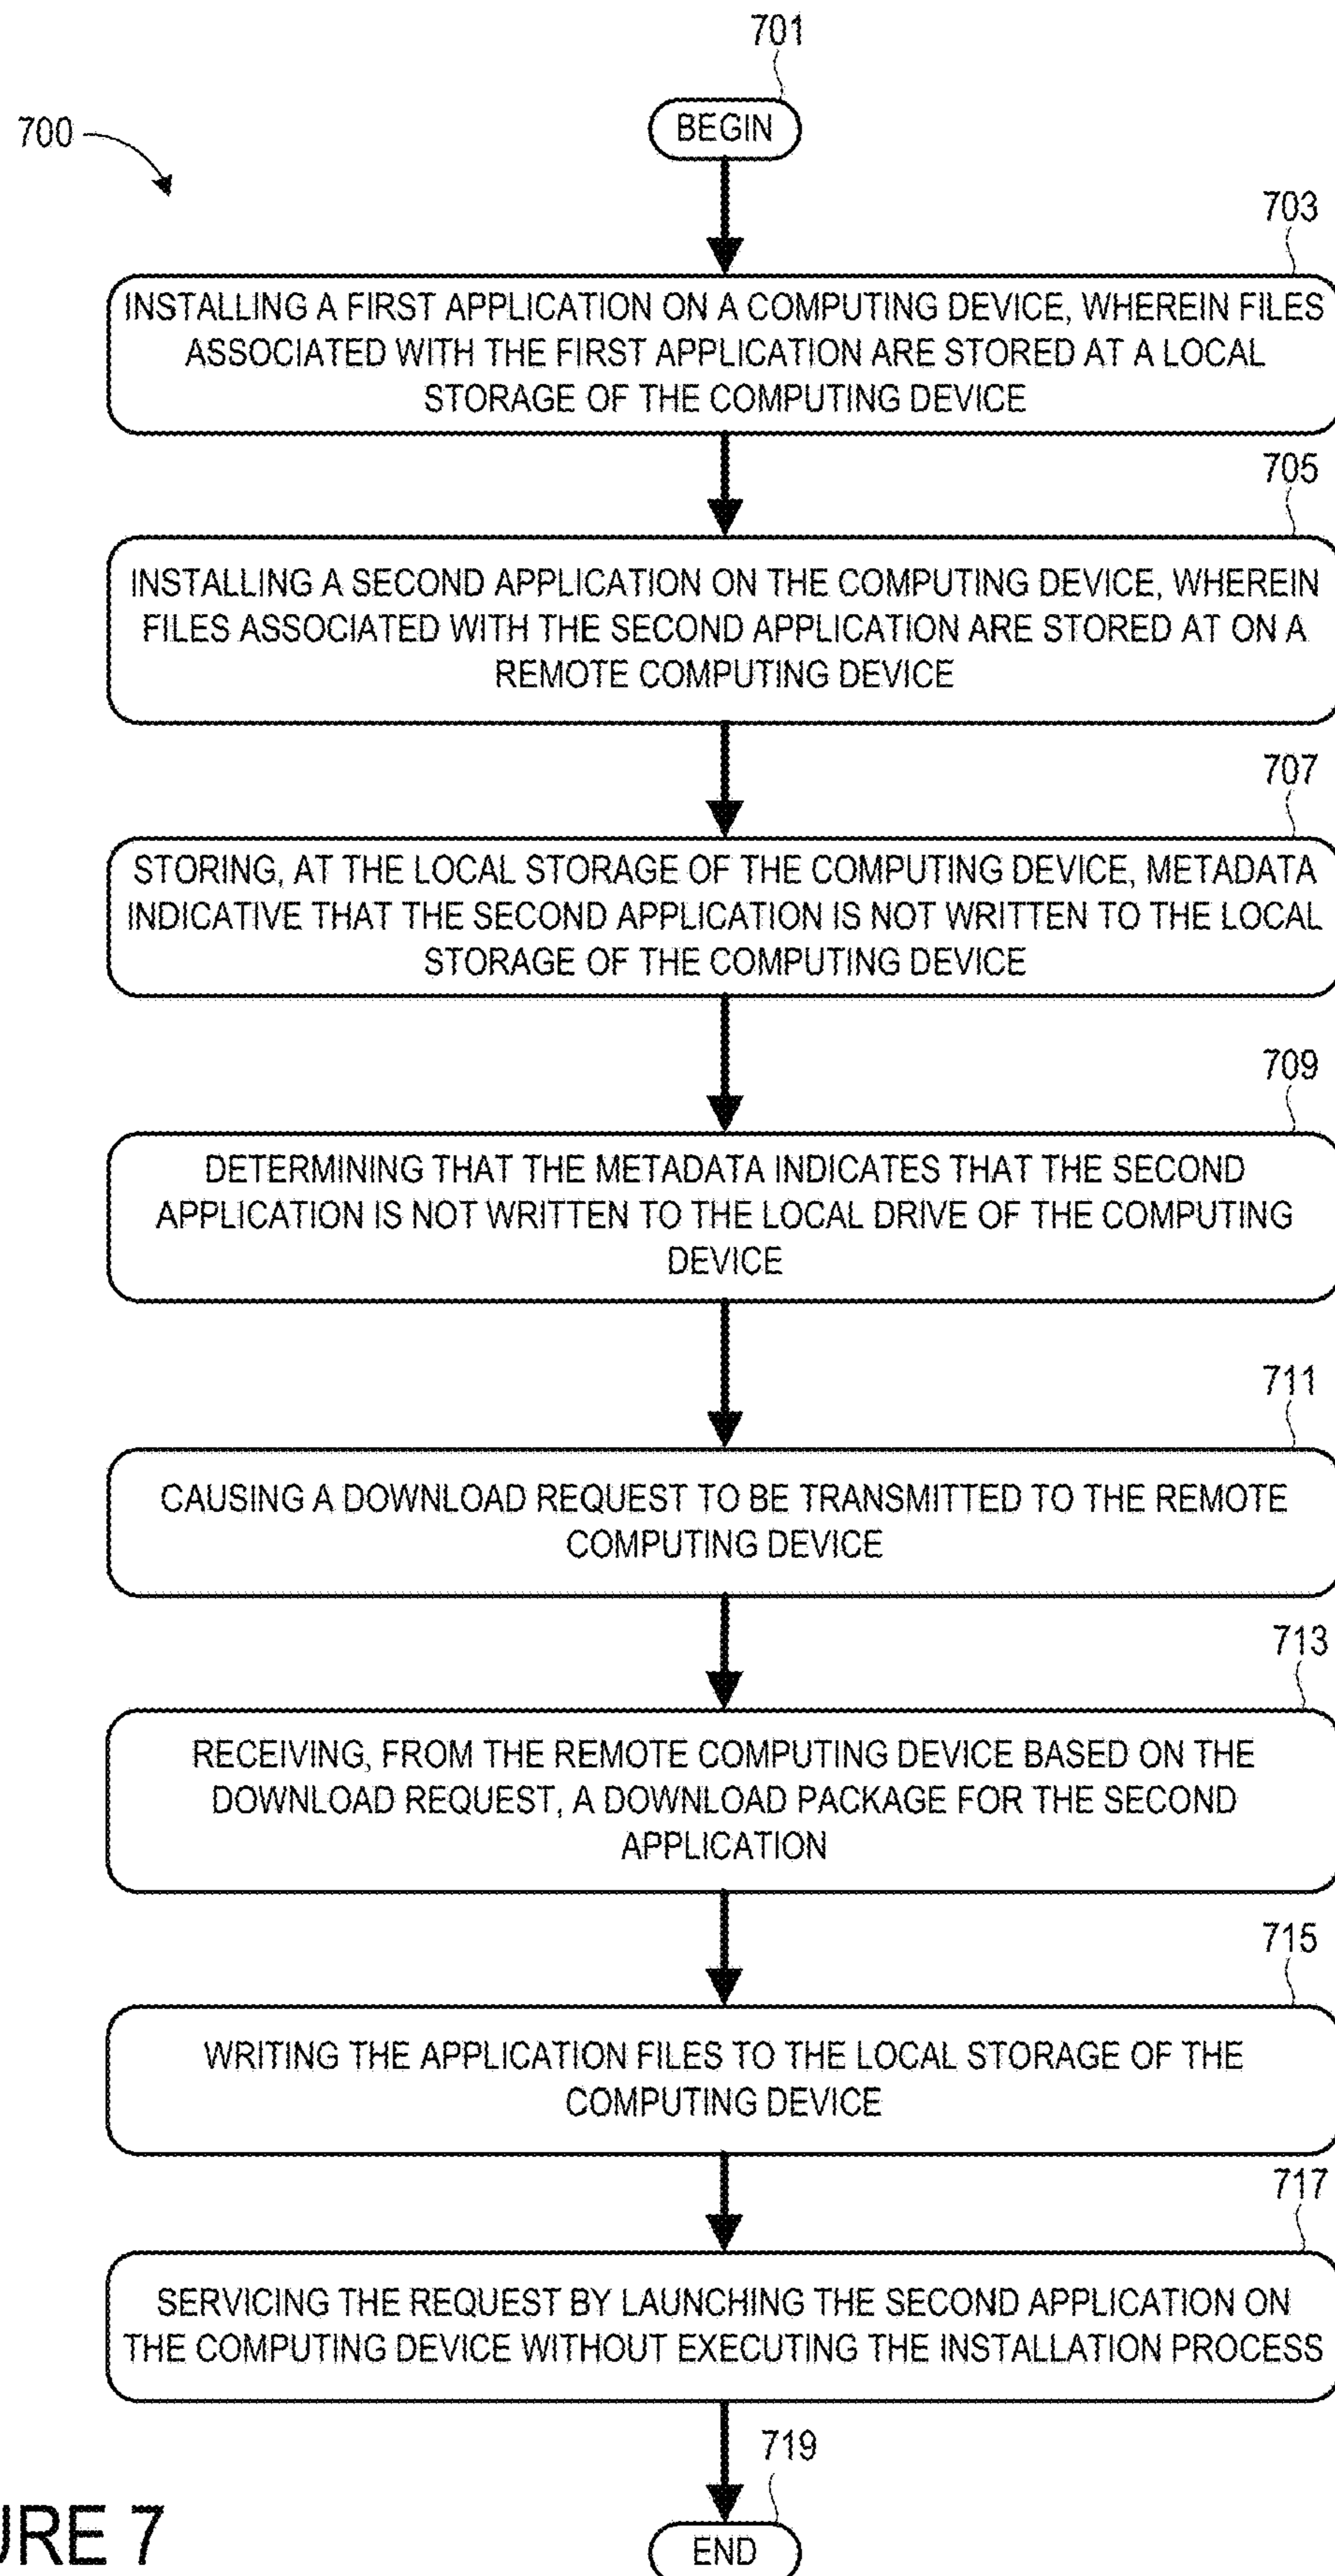 701
BEGIN
700
703
INSTALLING A FIRST APPLICATION ON A COMPUTING DEVICE, WHEREIN FILES
ASSOCIATED WITH THE FIRST APPLICATION ARE STORED AT A LOCAL
STORAGE OF THE COMPUTING DEVICE
705
INSTALLING A SECOND APPLICATION ON THE COMPUTING DEVICE, WHEREIN
FILES ASSOCIATED WITH THE SECOND APPLICATION ARE STORED AT ON A
REMOTE COMPUTING DEVICE
707
STORING, AT THE LOCAL STORAGE OF THE COMPUTING DEVICE, METADATA
INDICATIVE THAT THE SECOND APPLICATION IS NOT WRITTEN TO THE LOCAL
STORAGE OF THE COMPUTING DEVICE
709
DETERMINING THAT THE METADATA INDICATES THAT THE SECOND
APPLICATION IS NOT WRITTEN TO THE LOCAL DRIVE OF THE COMPUTING
DEVICE
711
CAUSING A DOWNLOAD REQUEST TO BE TRANSMITTED TO THE REMOTE
COMPUTING DEVICE
713
RECEIVING, FROM THE REMOTE COMPUTING DEVICE BASED ON THE
DOWNLOAD REQUEST, A DOWNLOAD PACKAGE FOR THE SECOND
APPLICATION
715
WRITING THE APPLICATION FILES TO THE LOCAL STORAGE OF THE
COMPUTING DEVICE
717
SERVICING THE REQUEST BY LAUNCHING THE SECOND APPLICATION ON
THE COMPUTING DEVICE WITHOUT EXECUTING THE INSTALLATION PROCESS
719
END
URE 7